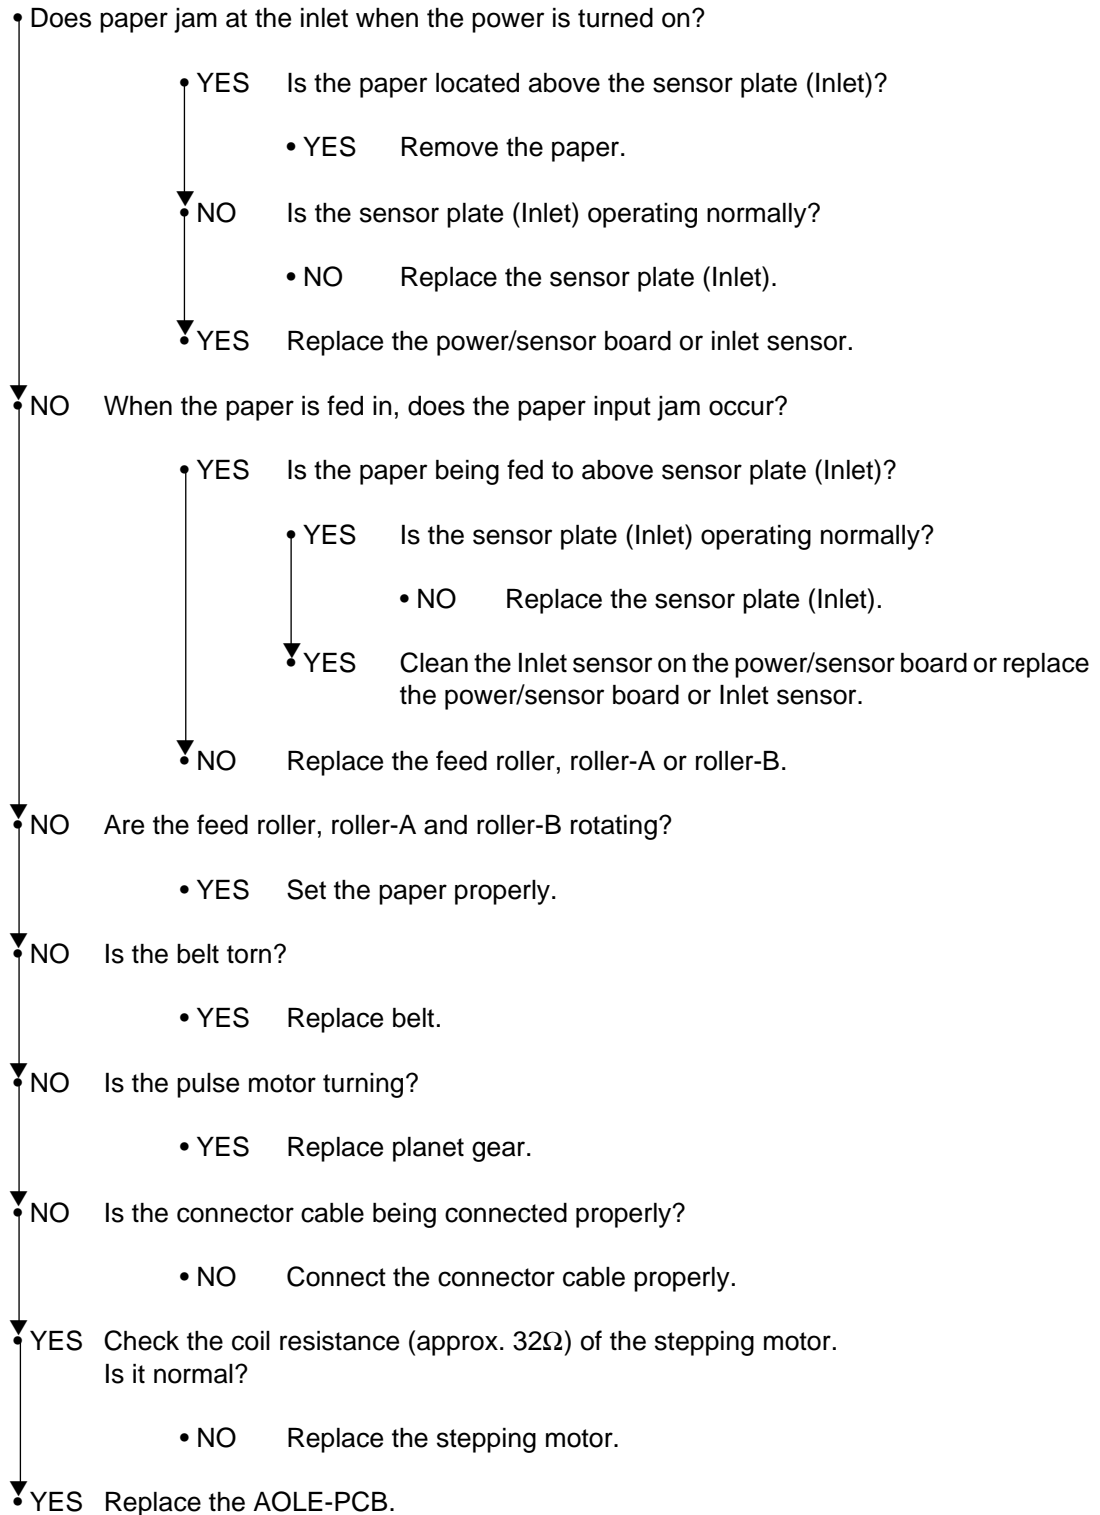 • Does paper jam at the inlet when the power is turned on?
• YES Is the paper located above the sensor plate (Inlet)?
• YES Remove the paper.
• NO Is the sensor plate (Inlet) operating normally?
• NO Replace the sensor plate (Inlet).
• YES Replace the power/sensor board or inlet sensor.
• NO When the paper is fed in, does the paper input jam occur?
• YES Is the paper being fed to above sensor plate (Inlet)?
• YES Is the sensor plate (Inlet) operating normally?
• NO Replace the sensor plate (Inlet).
• YES Clean the Inlet sensor on the power/sensor board or replace
the power/sensor board or Inlet sensor.
• NO Replace the feed roller, roller-A or roller-B.
• NO Are the feed roller, roller-A and roller-B rotating?
• YES Set the paper properly.
• NO Is the belt torn?
• YES Replace belt.
• NO Is the pulse motor turning?
• YES Replace planet gear.
• NO Is the connector cable being connected properly?
• NO Connect the connector cable properly.
• YES Check the coil resistance (approx. 32Ω) of the stepping motor.
Is it normal?
• NO Replace the stepping motor.
• YES Replace the AOLE-PCB.